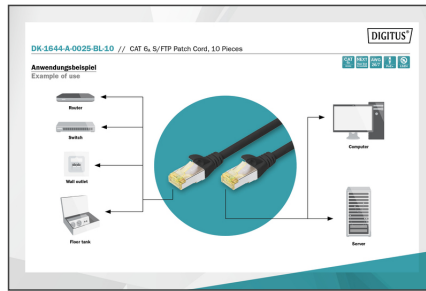 DIGITUS®
DK-1644-A-0025-BL-10 // CAT 6A S/FTP Patch Cord, 10 Pieces
Anwendungsbeispiel
Example of use
CAT
Router
Switch
Wall outlet
Floor tank
Computer
Server